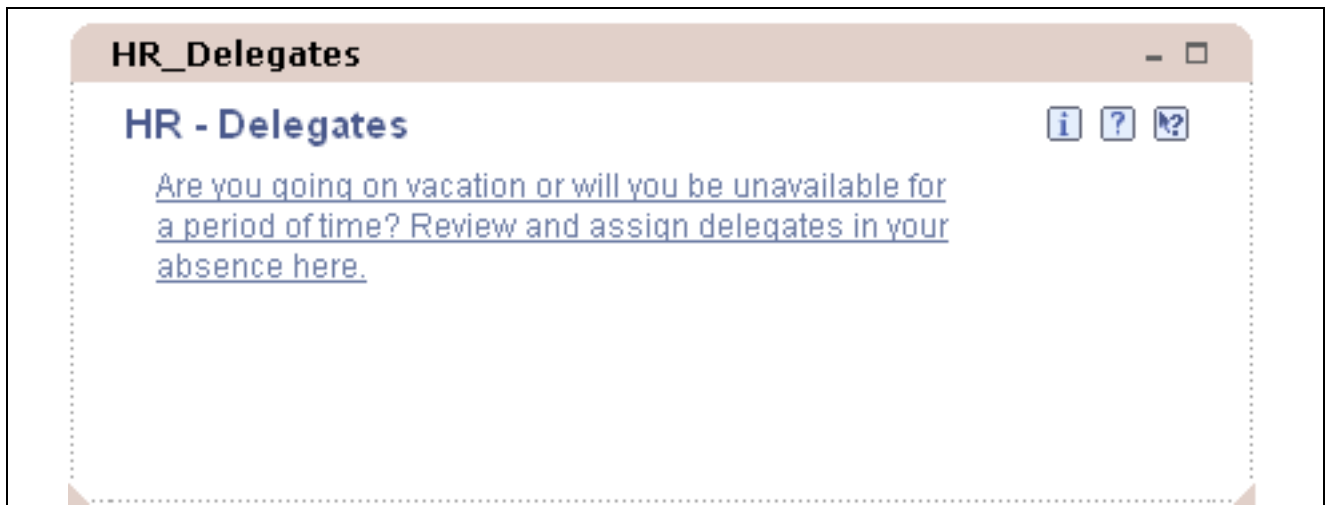 HR_Delegates
HR - Delegates
Are you going on vacation or will you be unavailable for
a period of time? Review and assign delegates in your
absence here.